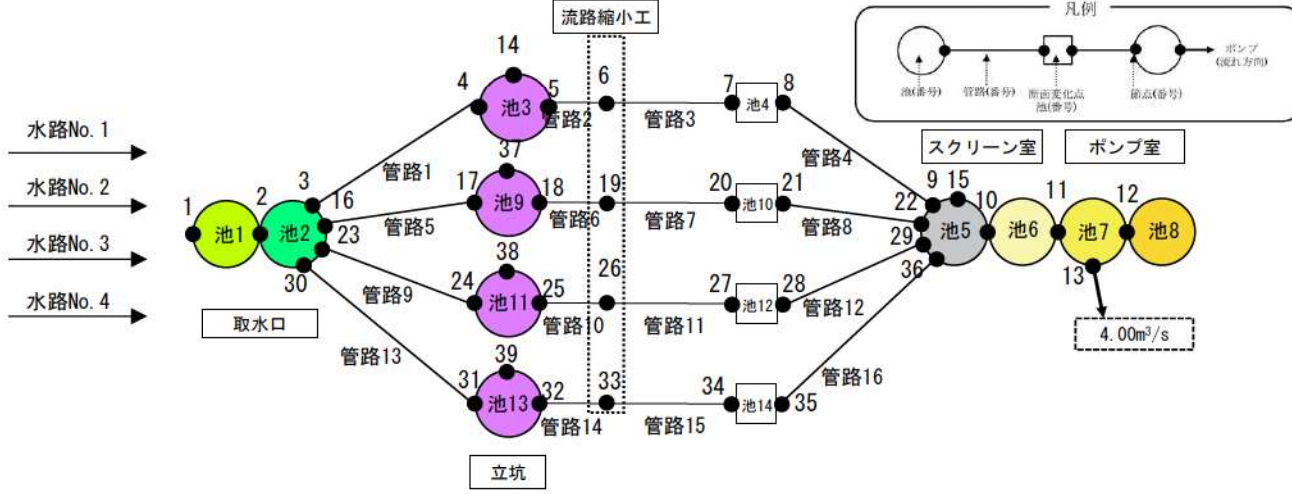 流路縮小工
凡例
池(番号)
管路(番号)
断面変化点
池(番号)
節点(番号)
ポンプ
(流れ方向)
水路No.1
水路No.2
水路No.3
水路No.4
取水口
立坑
スクリーン室
ポンプ室
1
池1
2
池2
3
16
23
30
管路1
管路5
管路9
管路13
14
4
池3
5
管路2
6
管路3
7
池4
8
管路4
37
17
池9
18
管路6
19
管路7
20
池10
21
管路8
38
24
池11
25
管路10
26
管路11
27
池12
28
管路12
39
31
池13
32
管路14
33
管路15
34
池14
35
管路16
9
15
22
29
36
池5
10
池6
11
池7
12
池8
13
4.00m³/s